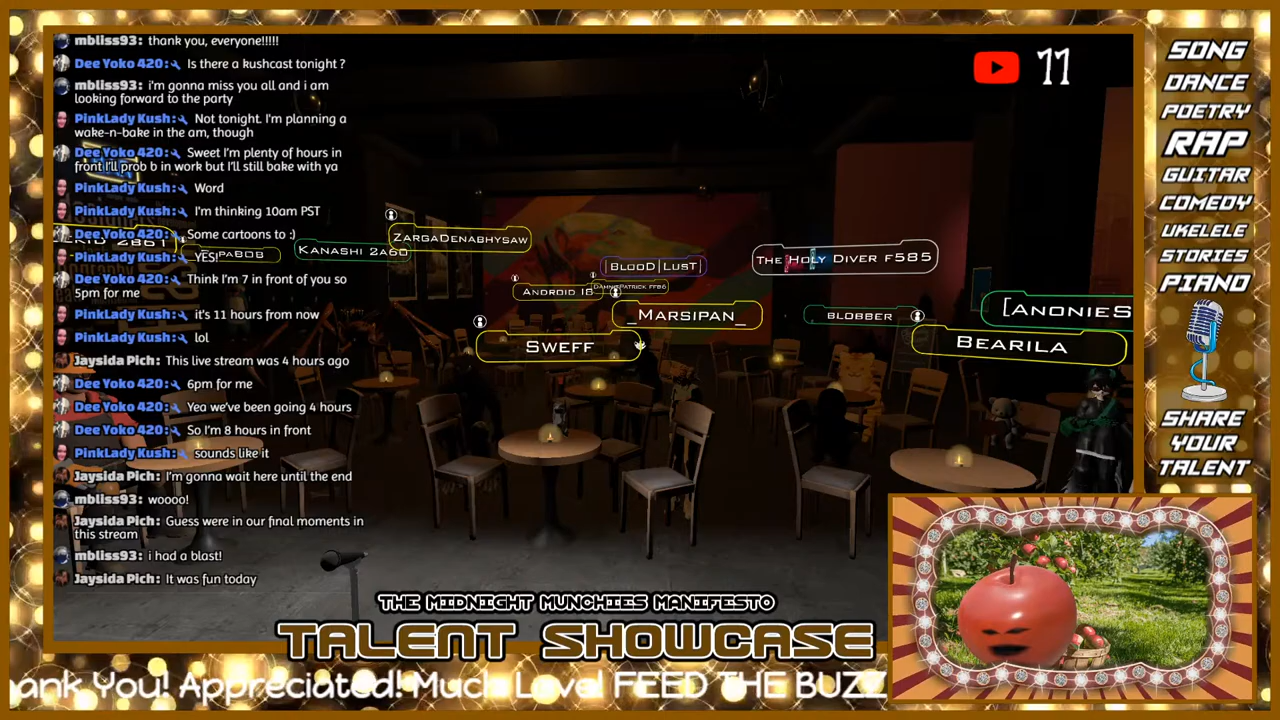 mbliss93: thank you, everyone!!!!!
Dee Yoko 420: Is there a kushcast tonight ?
mbliss93: i'm gonna miss you all and i am
looking forward to the party
PinkLady Kush: Not tonight. I'm planning a
wake-n-bake in the am, though
Dee Yoko 420: Sweet I'm plenty of hours in
front I'll prob b in work but I'll still bake with ya
PinkLady Kush: Word
PinkLady Kush: I'm thinking 10am PST
Dee Yoko 420: Some cartoons to :)
PinkLady Kush: YES!
Dee Yoko 420: Think I'm 7 in front of you so
5pm for me
PinkLady Kush: it's 11 hours from now
PinkLady Kush: lol
Jaysida Pich: This live stream was 4 hours ago
Dee Yoko 420: 6pm for me
Dee Yoko 420: Yea we've been going 4 hours
Dee Yoko 420: So I'm 8 hours in front
PinkLady Kush: sounds like it
Jaysida Pich: I'm gonna wait here until the end
mbliss93: woooo!
Jaysida Pich: Guess were in our final moments in
this stream
mbliss93: i had a blast!
Jaysida Pich: It was fun today
11
2861
paBOB
Kanashi 2a60
ZargaDenabhysaw
Android 18
[BlooD|Lust]
_Marsipan_
Sweff
The Holy Diver F585
blobber
[AnonieS
Bearila
THE MIDNIGHT MUNCHIES MANIFESTO
TALENT SHOWCASE
ank You! Appreciated! Much Love! FEED THE BUZZ
SONG
DANCE
POETRY
RAP
GUITAR
COMEDY
UKELELE
STORIES
PIANO
SHARE
YOUR
TALENT